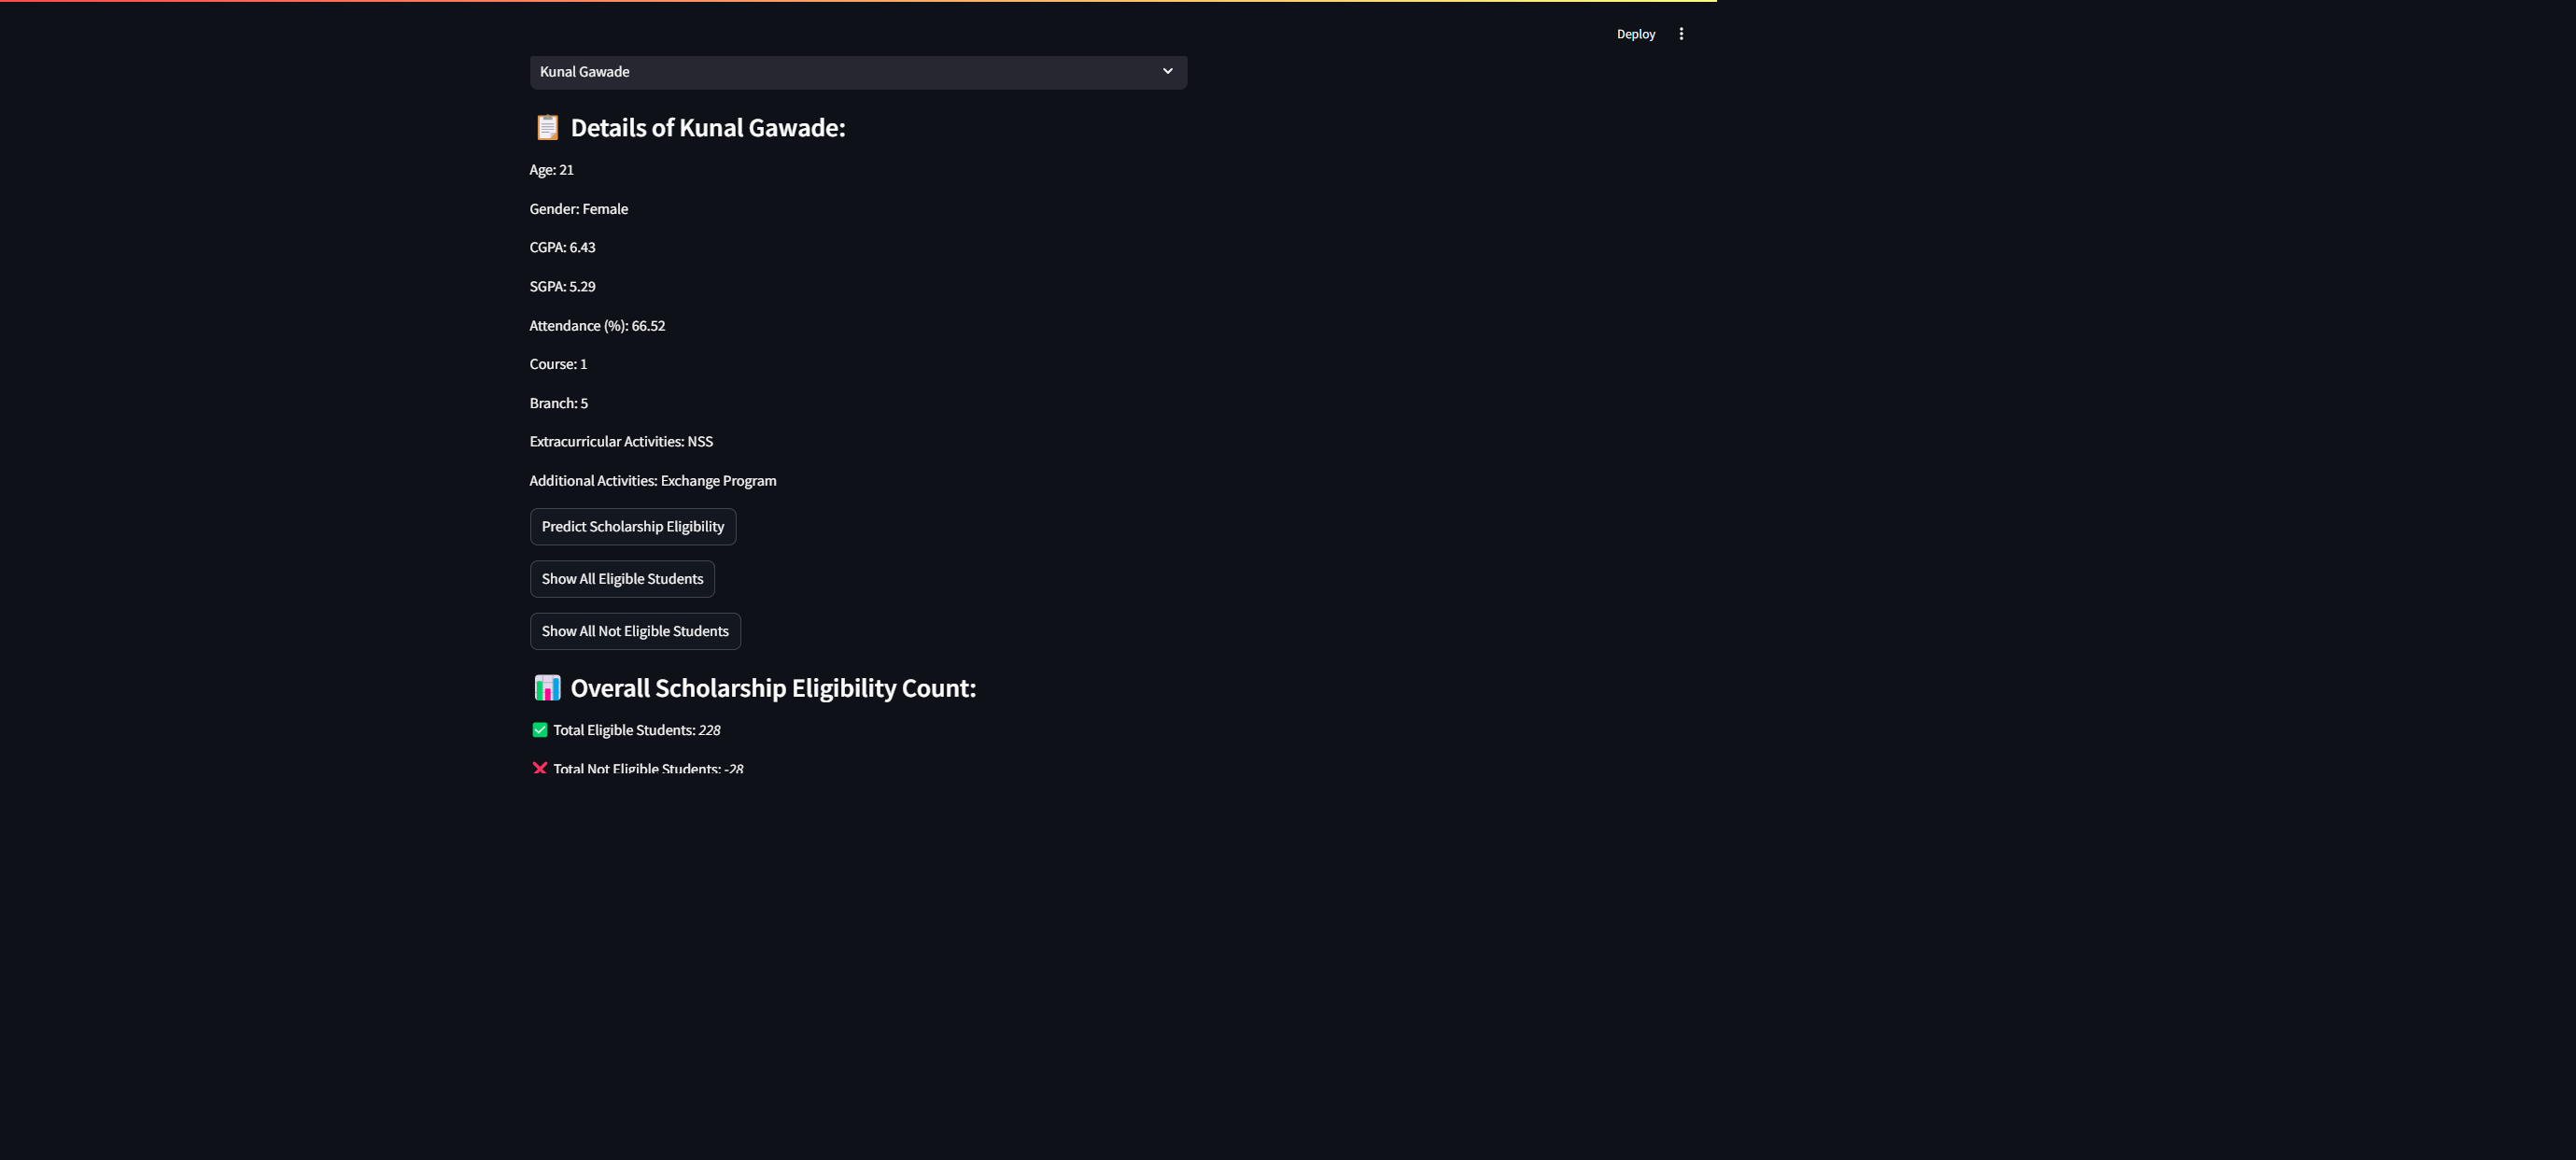 Deploy
Kunal Gawade
Details of Kunal Gawade:
Age: 21
Gender: Female
CGPA: 6.43
SGPA: 5.29
Attendance (%): 66.52
Course: 1
Branch: 5
Extracurricular Activities: NSS
Additional Activities: Exchange Program
Predict Scholarship Eligibility
Show All Eligible Students
Show All Not Eligible Students
Overall Scholarship Eligibility Count:
Total Eligible Students: 228
Total Not Eligible Students: -28